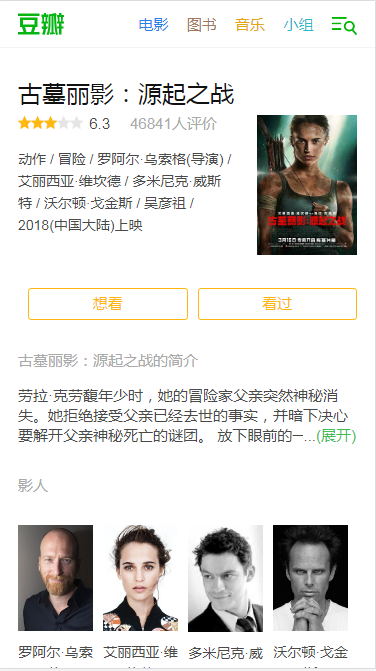 豆瓣 电影 图书 音乐 小组
古墓丽影：源起之战
6.3 46841人评价
动作 / 冒险 / 罗阿尔·乌索格(导演) /
艾丽西亚·维坎德 / 多米尼克·威斯
特 / 沃尔顿·戈金斯 / 吴彦祖 /
2018(中国大陆)上映
古墓丽影:源起之战
想看 看过
古墓丽影：源起之战的简介
劳拉·克劳馥年少时，她的冒险家父亲突然神秘消
失。她拒绝接受父亲已经去世的事实，并暗下决心
要解开父亲神秘死亡的谜团。 放下眼前的一...(展开)
影人
罗阿尔·乌索 艾丽西亚·维 多米尼克·威 沃尔顿·戈金